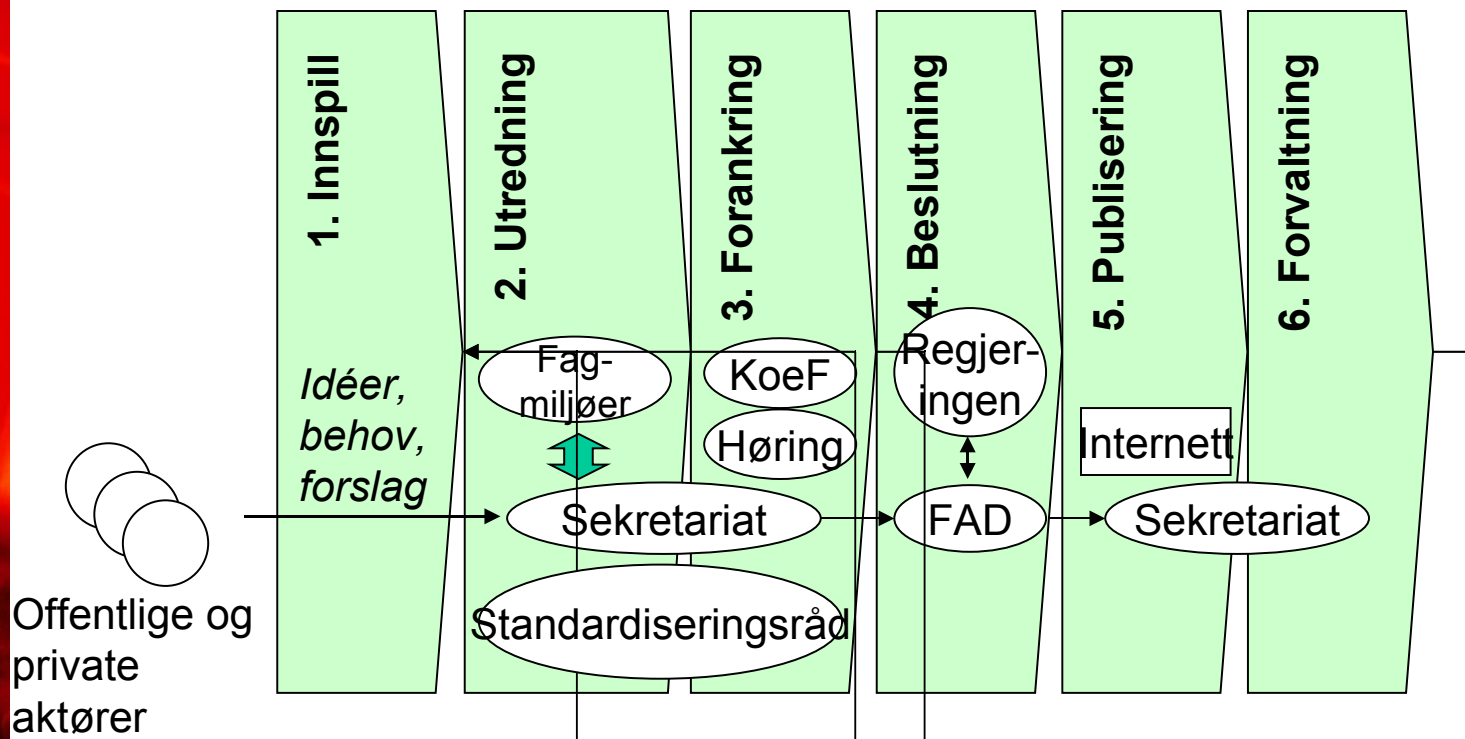 1. Innspill
2. Utredning
3. Forankring
4. Beslutning
5. Publisering
6. Forvaltning
Idéer,
behov,
forslag
Fag-
miljøer
KoeF
Høring
Regjer-
ingen
Internett
Sekretariat
FAD
Sekretariat
Standardiseringsråd
Offentlige og
private
aktører